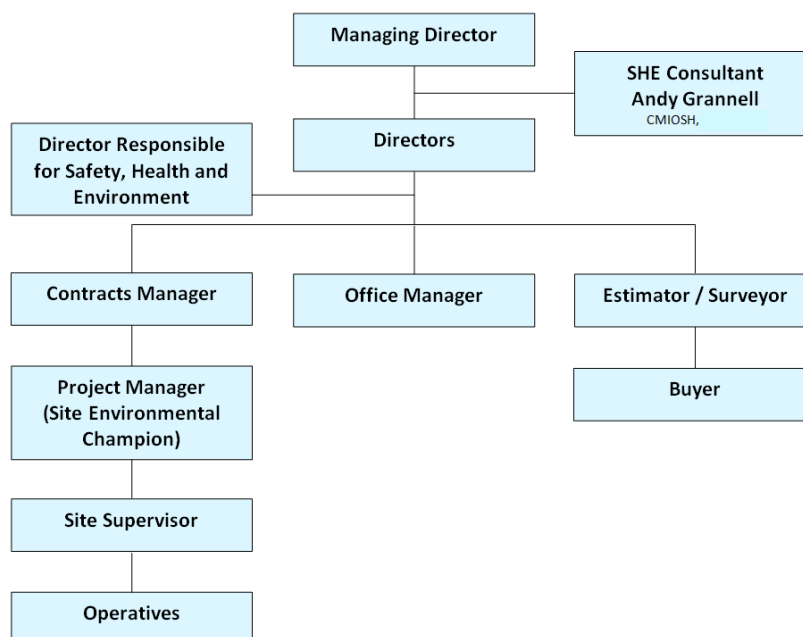 Managing Director
SHE Consultant
Andy Grannell
CMIOSH,
Director Responsible
for Safety, Health and
Environment
Directors
Contracts Manager
Office Manager
Estimator / Surveyor
Project Manager
(Site Environmental
Champion)
Buyer
Site Supervisor
Operatives